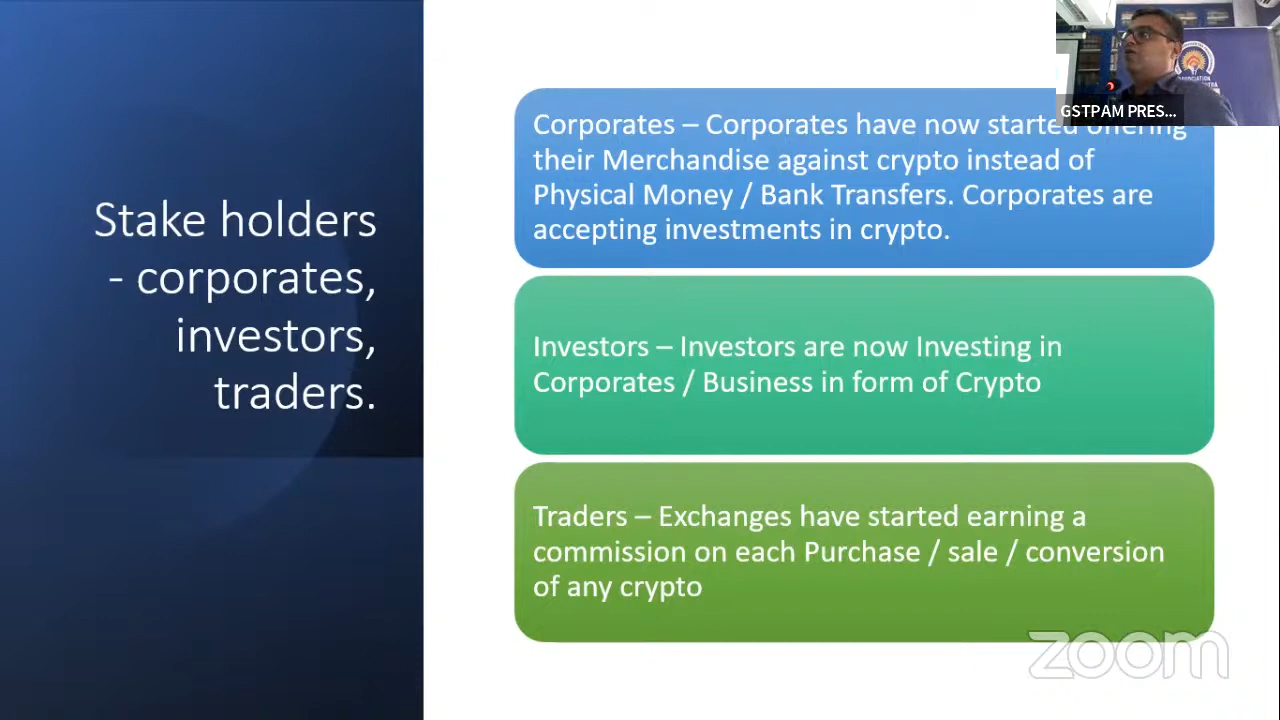 Stake holders
- corporates,
investors,
traders.
Corporates – Corporates have now started offering
their Merchandise against crypto instead of
Physical Money / Bank Transfers. Corporates are
accepting investments in crypto.
Investors – Investors are now Investing in
Corporates / Business in form of Crypto
Traders – Exchanges have started earning a
commission on each Purchase / sale / conversion
of any crypto
GSTPAM PRES...
zoom